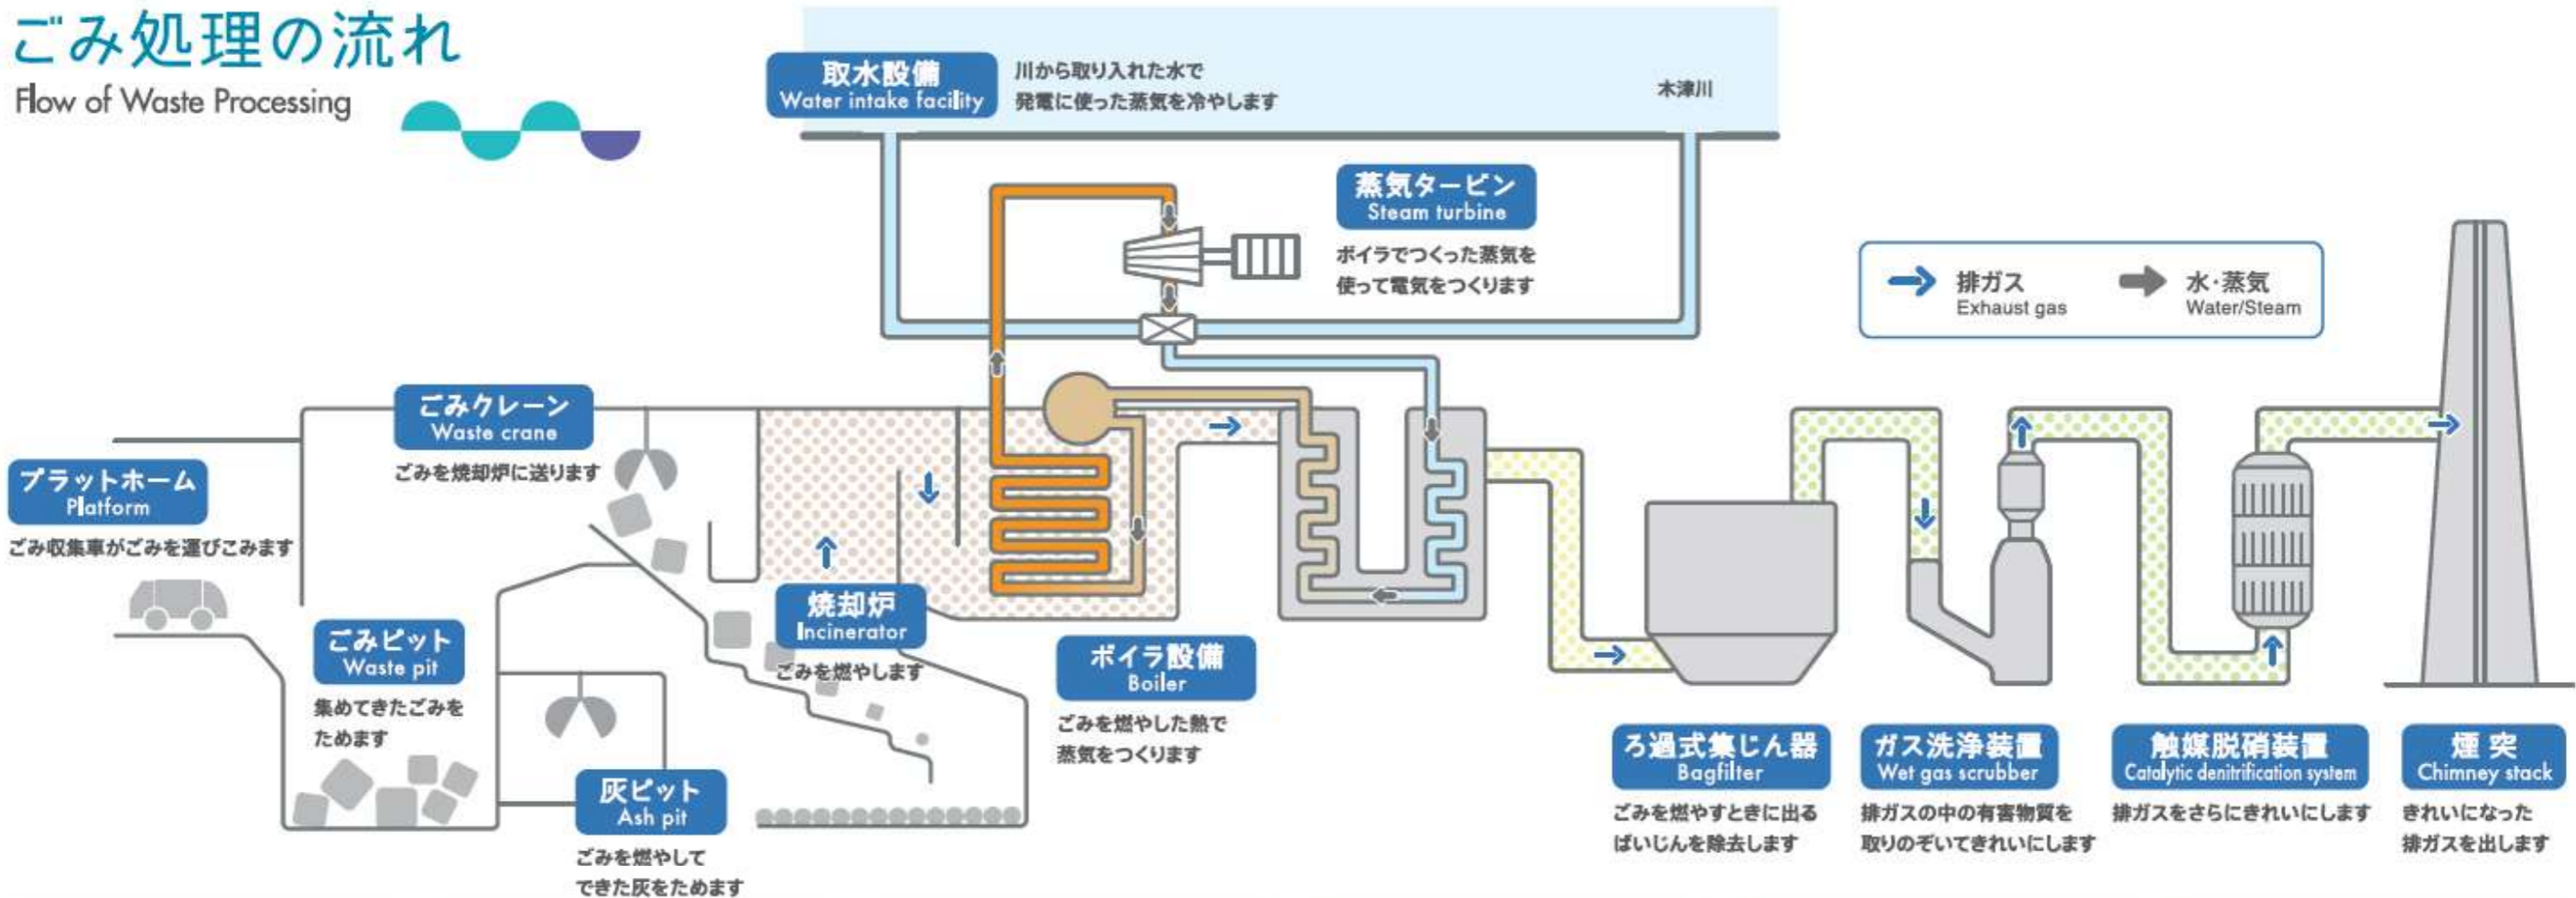 ごみ処理の流れ
Flow of Waste Processing
取水設備
Water intake facility
川から取り入れた水で
発電に使った蒸気を冷やします
木津川
蒸気タービン
Steam turbine
ボイラでつくった蒸気を
使って電気をつくります
排ガス
Exhaust gas
水・蒸気
Water/Steam
ごみクレーン
Waste crane
ごみを焼却炉に送ります
プラットホーム
Platform
ごみ収集車がごみを運びこみます
ごみピット
Waste pit
集めてきたごみを
ためます
焼却炉
Incinerator
ごみを燃やします
灰ピット
Ash pit
ごみを燃やして
できた灰をためます
ボイラ設備
Boiler
ごみを燃やした熱で
蒸気をつくります
ろ過式集じん器
Bagfilter
ごみを燃やすときに出る
ばいじんを除去します
ガス洗浄装置
Wet gas scrubber
排ガスの中の有害物質を
取りのぞいてきれいにします
触媒脱硝装置
Catalytic denitrification system
排ガスをさらにきれいにします
煙突
Chimney stack
きれいになった
排ガスを出します